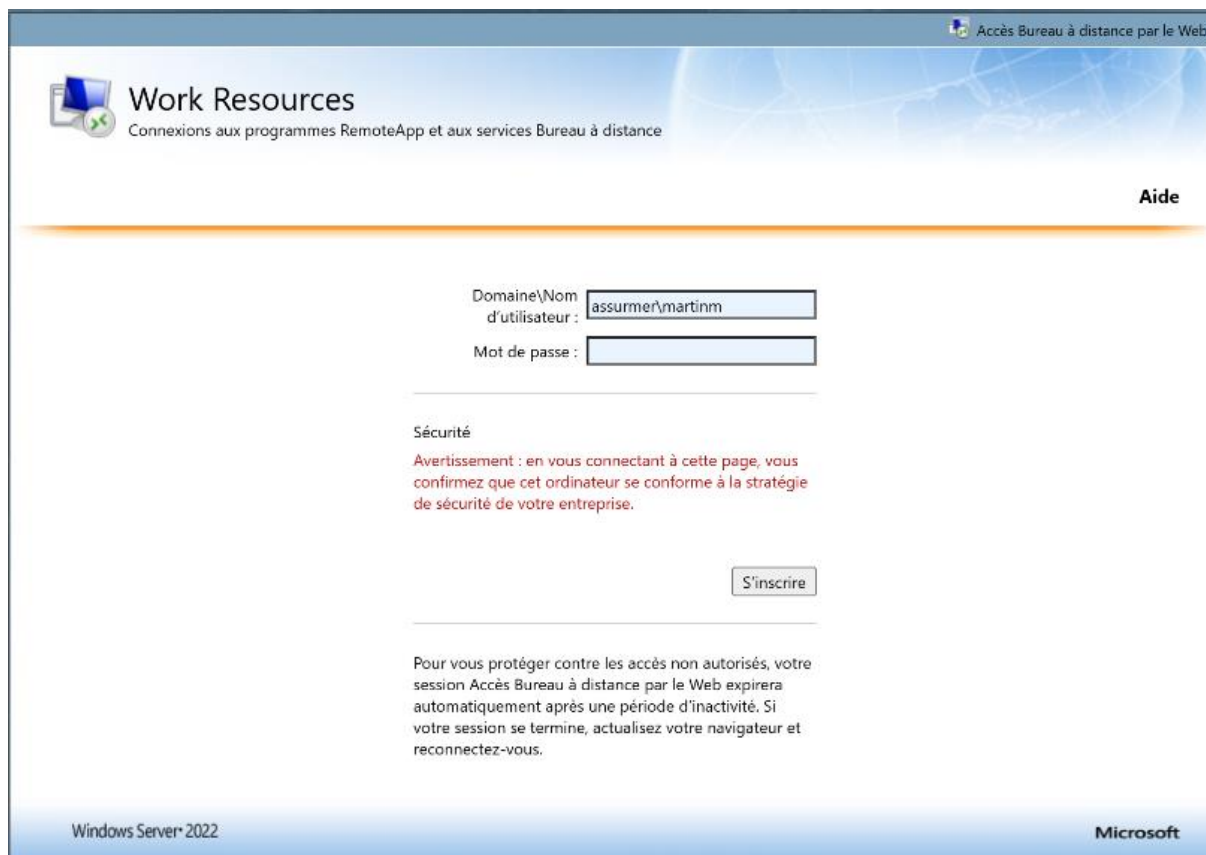 Accès Bureau à distance par le Web
Work Resources
Connexions aux programmes RemoteApp et aux services Bureau à distance
Aide
Domaine\Nom
d'utilisateur :
assurmer\martinm
Mot de passe :
Sécurité
Avertissement : en vous connectant à cette page, vous
confirmez que cet ordinateur se conforme à la stratégie
de sécurité de votre entreprise.
S'inscrire
Pour vous protéger contre les accès non autorisés, votre
session Accès Bureau à distance par le Web expirera
automatiquement après une période d'inactivité. Si
votre session se termine, actualisez votre navigateur et
reconnectez-vous.
Windows Server 2022
Microsoft